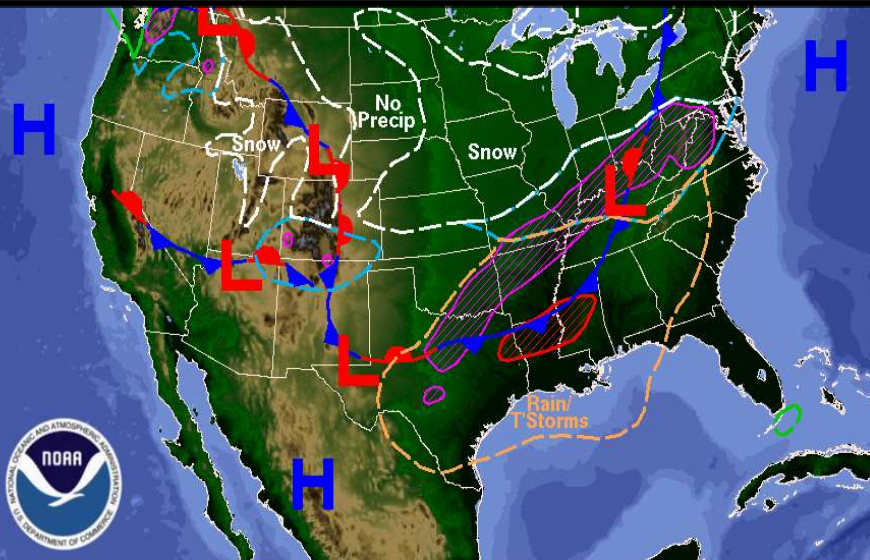 L
H
H
No
Precip
L
Snow
Snow
L
L
L
Rain/
T'Storms
H
NATIONAL OCEANIC AND ATMOSPHERIC ADMINISTRATION
NOAA
U.S. DEPARTMENT OF COMMERCE